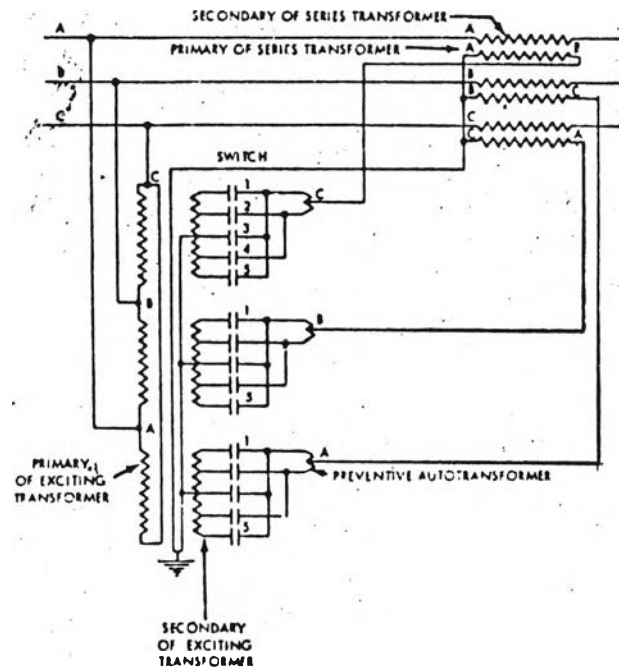 SECONDARY OF SERIES TRANSFORMER
A
A
PRIMARY OF SERIES TRANSFORMER
A
B
B
B
C
C
C
C
A
SWITCH
C
1
2
3
4
5
C
B
1
5
B
A
1
5
A
PRIMARY
OF EXCITING
TRANSFORMER
PREVENTIVE AUTOTRANSFORMER
SECONDARY
OF EXCITING
TRANSFORMER